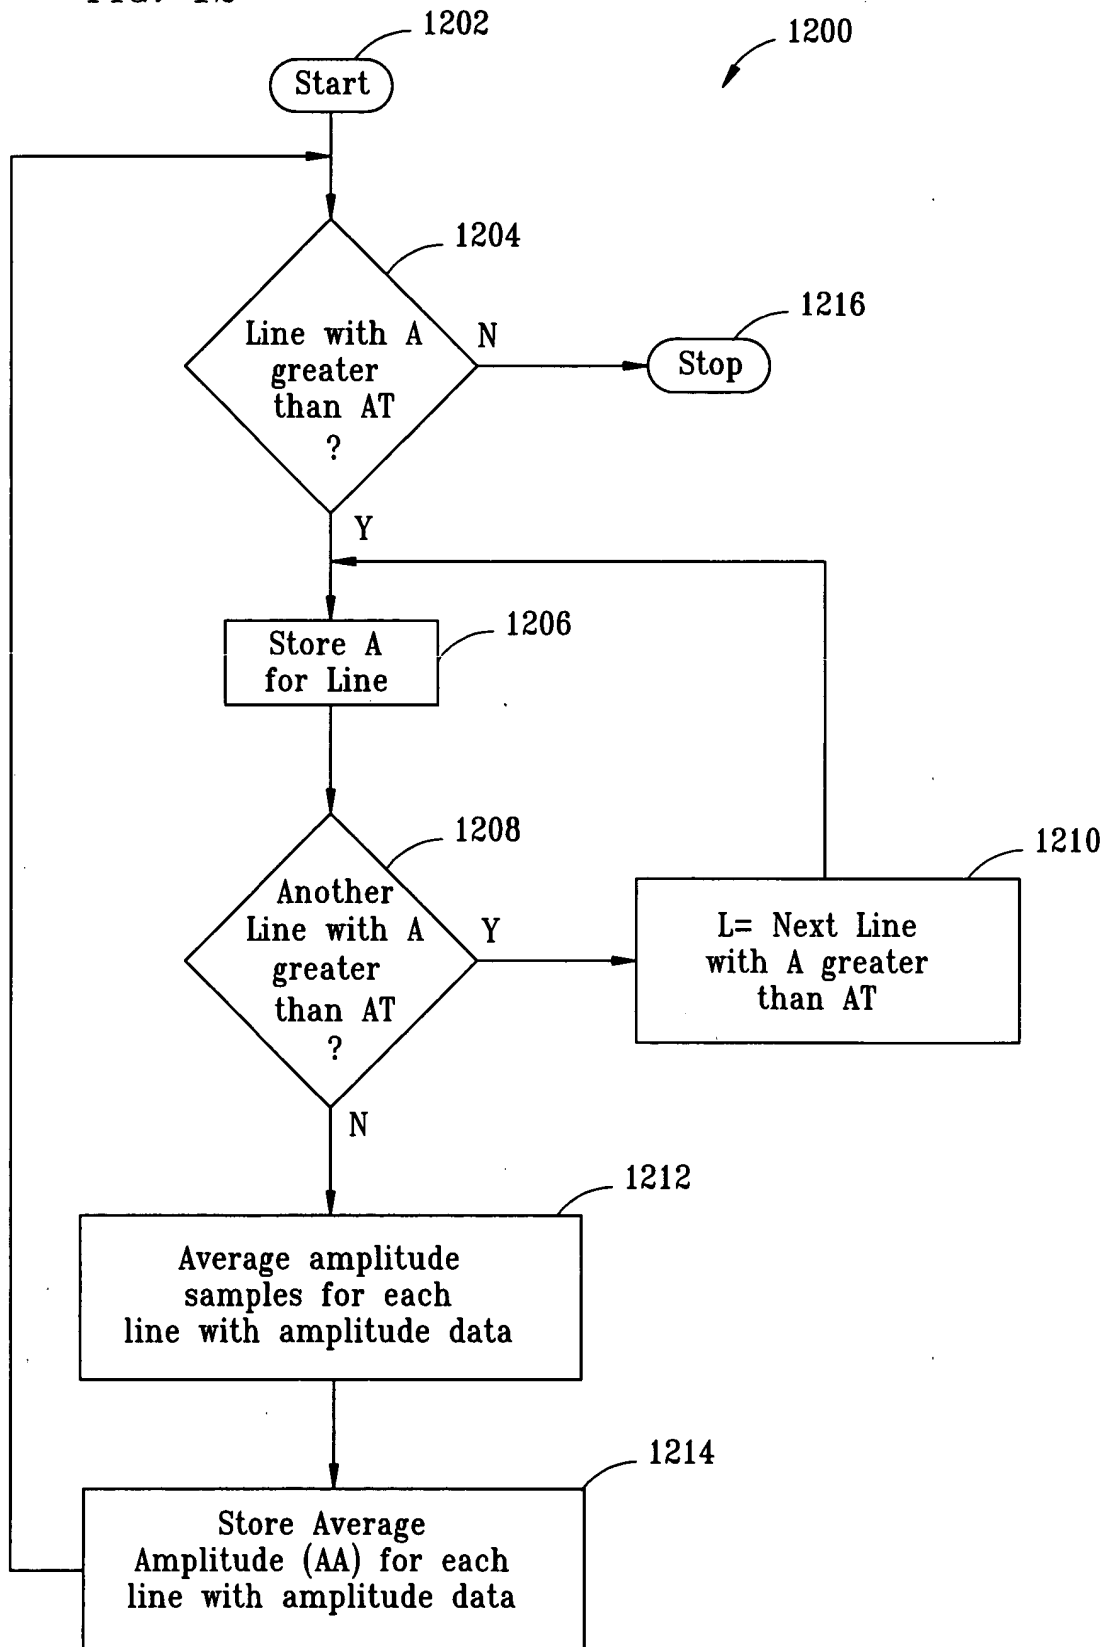 1202
1200
Start
1204
1216
Line with A
greater
than AT
?
N
Stop
Y
1206
Store A
for Line
1208
1210
Another
Line with A
greater
than AT
?
Y
L= Next Line
with A greater
than AT
N
1212
Average amplitude
samples for each
line with amplitude data
1214
Store Average
Amplitude (AA) for each
line with amplitude data